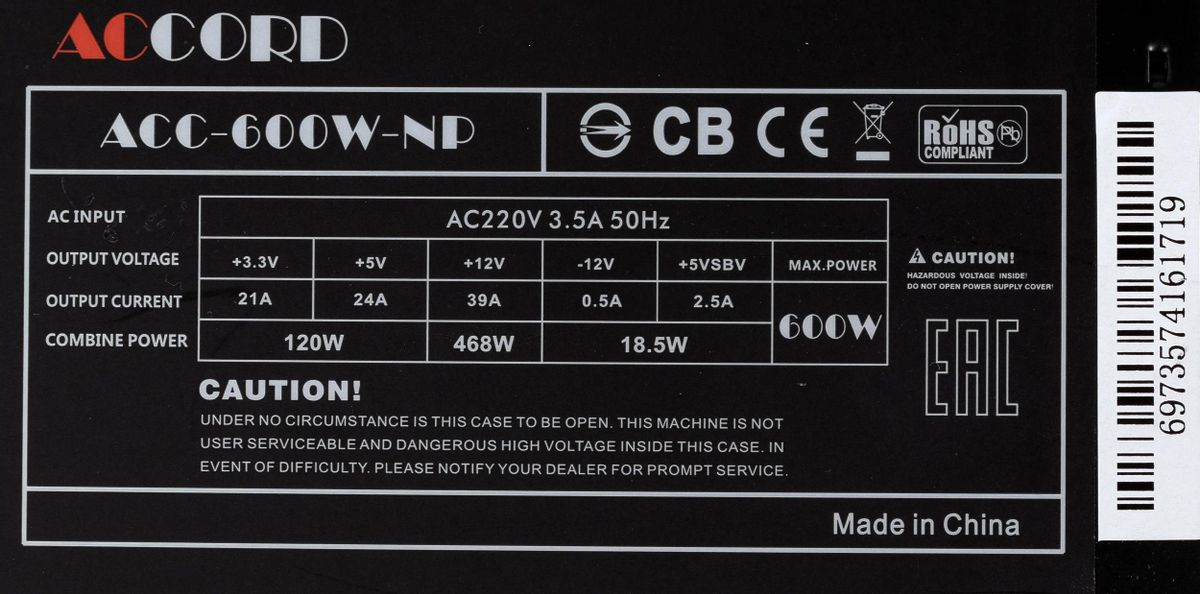 ACCORD
ACC-600W-NP
CB CE
RoHS Pb
COMPLIANT
AC INPUT AC220V 3.5A 50Hz
OUTPUT VOLTAGE +3.3V +5V +12V -12V +5VSBV MAX.POWER
OUTPUT CURRENT 21A 24A 39A 0.5A 2.5A 600W
COMBINE POWER 120W 468W 18.5W
CAUTION!
HAZARDOUS VOLTAGE INSIDE!
DO NOT OPEN POWER SUPPLY COVER!
EAC
CAUTION!
UNDER NO CIRCUMSTANCE IS THIS CASE TO BE OPEN. THIS MACHINE IS NOT
USER SERVICEABLE AND DANGEROUS HIGH VOLTAGE INSIDE THIS CASE. IN
EVENT OF DIFFICULTY. PLEASE NOTIFY YOUR DEALER FOR PROMPT SERVICE.
Made in China
6973574161719